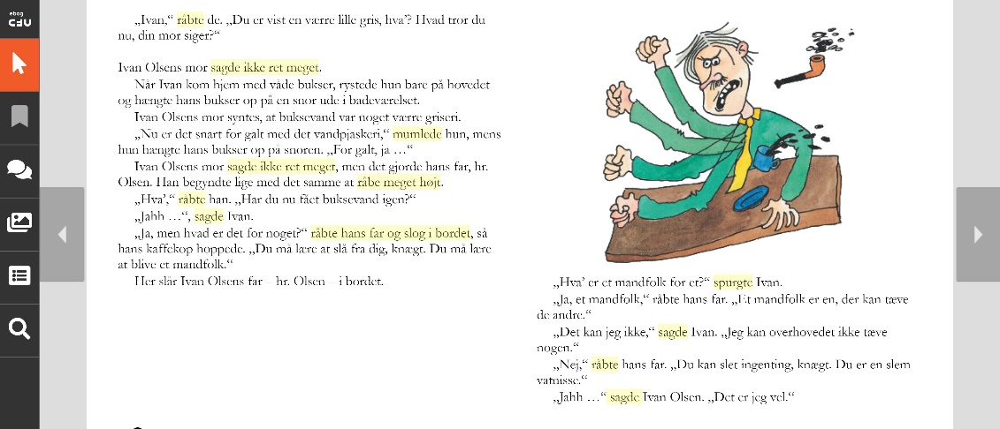 ebog
CFU
„Ivan,“ råbte de. „Du er vist en værre lille gris, hva’? Hvad tror du
nu, din mor siger?“
Ivan Olsens mor sagde ikke ret meget.
Når Ivan kom hjem med våde bukser, rystede hun bare på hovedet
og hængte hans bukser op på en snor ude i badeværelset.
Ivan Olsens mor syntes, at buksevand var noget værre griseri.
„Nu er det snart for galt med det vandpjaskeri,“ mumlede hun, mens
hun hængte hans bukser op på snoren. „For galt, ja …“
Ivan Olsens mor sagde ikke ret meget, men det gjorde hans far, hr.
Olsen. Han begyndte lige med det samme at råbe meget højt.
„Hva’,“ råbte han. „Har du nu fået buksevand igen?“
„Jahh …“, sagde Ivan.
„Ja, men hvad er det for noget?“ råbte hans far og slog i bordet, så
hans kaffekop hoppede. „Du må lære at slå fra dig, knægt. Du må lære
at blive et mandfolk.“
Her slår Ivan Olsens far – hr. Olsen – i bordet.
„Hva’ er et mandfolk for et?“ spurgte Ivan.
„Ja, et mandfolk,“ råbte hans far. „Et mandfolk er en, der kan tæve
de andre.“
„Det kan jeg ikke,“ sagde Ivan. „Jeg kan overhovedet ikke tæve
nogen.“
„Nej,“ råbte hans far. „Du kan slet ingenting, knægt. Du er en slem
vatnisse.“
„Jahh …“ sagde Ivan Olsen. „Det er jeg vel.“